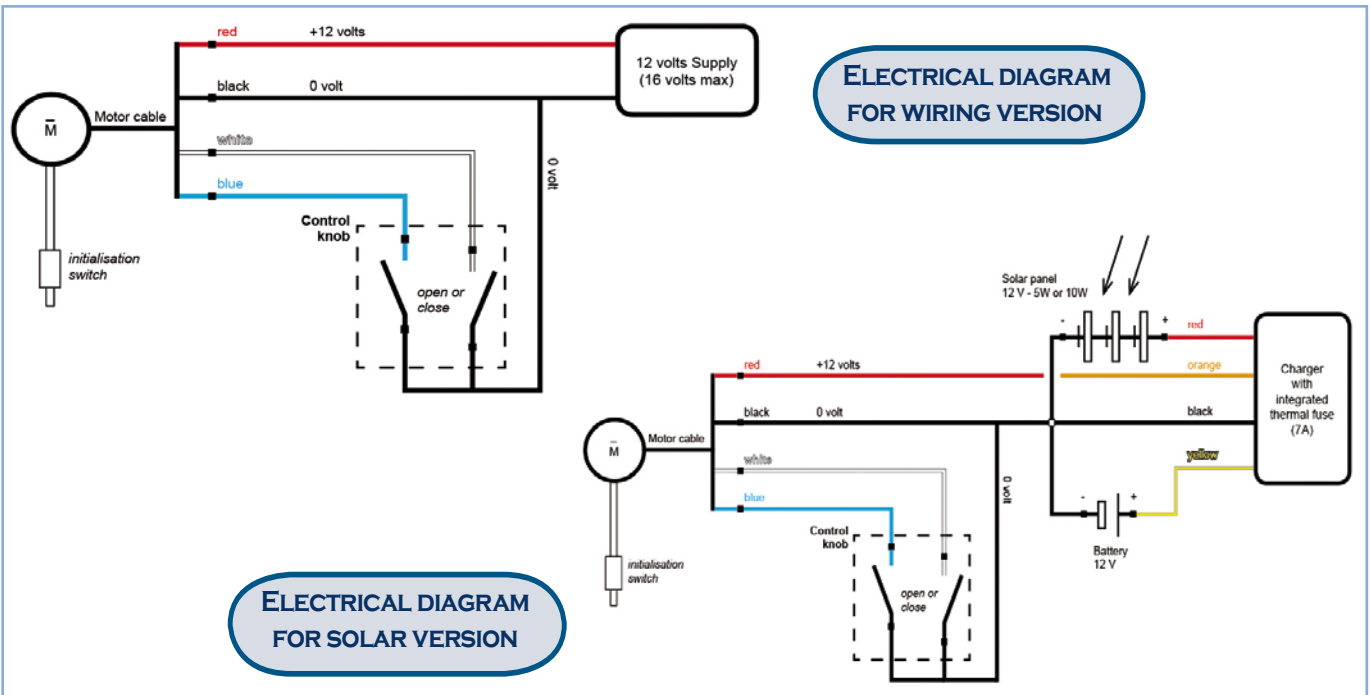 red +12 volts
12 volts Supply
(16 volts max)
ELECTRICAL DIAGRAM
FOR WIRING VERSION
black 0 volt
M
Motor cable
white
0 volt
blue
Control
knob
initialisation
switch
open or
close
Solar panel
12 V - 5W or 10W
- +
red
red +12 volts
orange
Charger
with
integrated
thermal fuse
(7A)
black 0 volt
black
M
Motor cable
white
yellow
0 volt
blue
- +
Control
knob
Battery
12 V
initialisation
switch
open or
close
ELECTRICAL DIAGRAM
FOR SOLAR VERSION